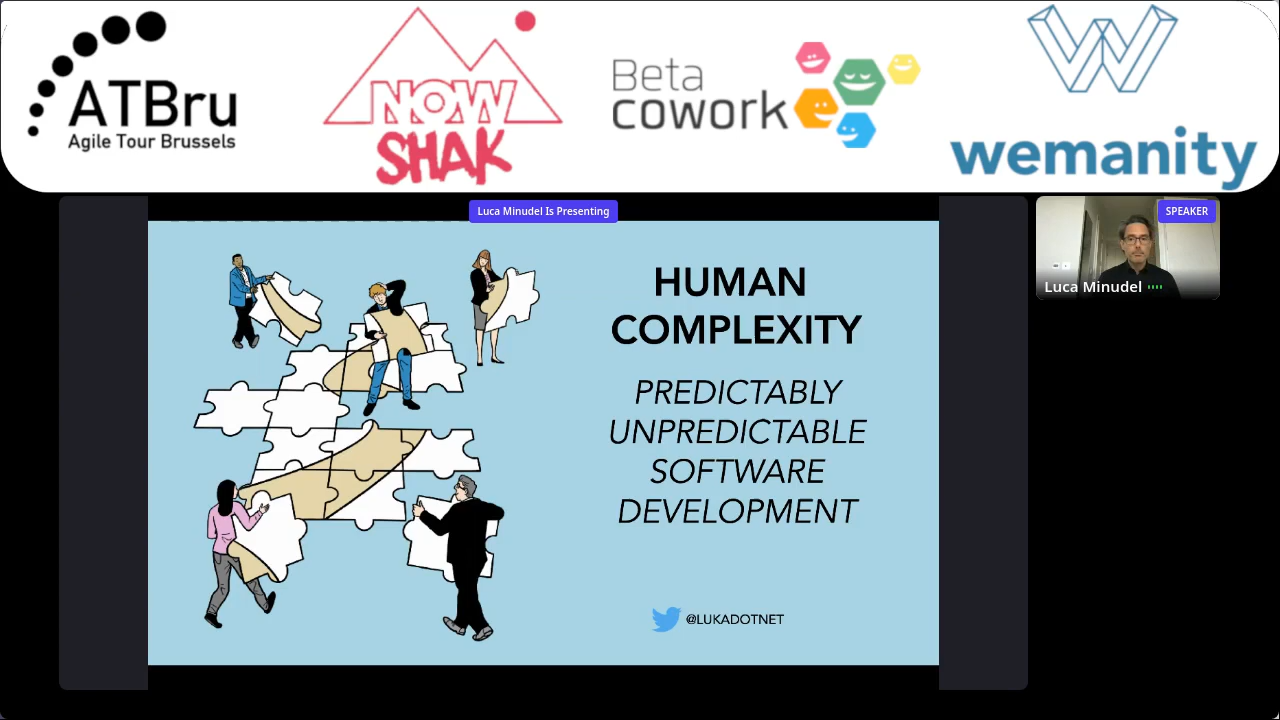 ATBru
Agile Tour Brussels
NOW
SHAK
Beta
cowork
wemanity
Luca Minudel Is Presenting
SPEAKER
Luca Minudel
HUMAN
COMPLEXITY
PREDICTABLY
UNPREDICTABLE
SOFTWARE
DEVELOPMENT
@LUKADOTNET